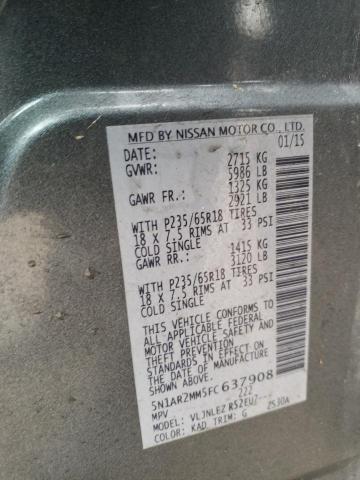 MFD BY NISSAN MOTOR CO., LTD.
DATE: 01/15
GVWR: 2715 KG
5986 LB
GAWR FR.: 1325 KG
2921 LB
WITH P235/65R18 TIRES
18 X 7.5 RIMS AT 33 PSI
COLD SINGLE
GAWR RR.: 1415 KG
3120 LB
WITH P235/65R18 TIRES
18 X 7.5 RIMS AT 33 PSI
COLD SINGLE
THIS VEHICLE CONFORMS TO
ALL APPLICABLE FEDERAL
MOTOR VEHICLE SAFETY AND
THEFT PREVENTION
STANDARDS IN EFFECT ON THE
DATE OF MANUFACTURE
5N1AR2MM5FC637908
MPV 222
MODEL: VLJNLEZ R52EU7
COLOR: KAD TRIM: G 2530A